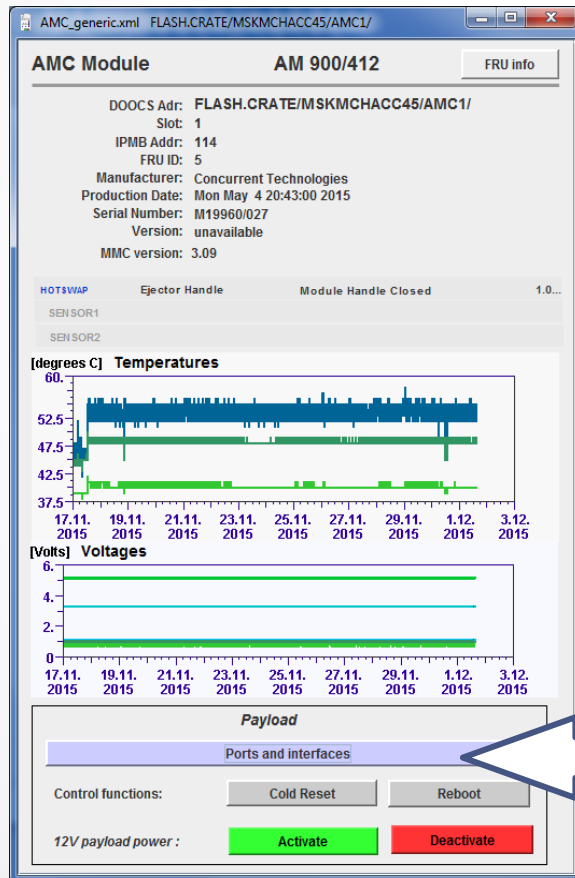 AMC_generic.xml FLASH.CRATE/MSKMCHACC45/AMC1/
AMC Module AM 900/412 FRU info
DOOCS Adr: FLASH.CRATE/MSKMCHACC45/AMC1/
Slot: 1
IPMB Addr: 114
FRU ID: 5
Manufacturer: Concurrent Technologies
Production Date: Mon May 4 20:43:00 2015
Serial Number: M19960/027
Version: unavailable
MMC version: 3.09
HOTSWAP Ejector Handle Module Handle Closed 1.0...
SENSOR1
SENSOR2
[degrees C] Temperatures
60.
52.5
47.5
42.5
37.5
17.11. 19.11. 21.11. 23.11. 25.11. 27.11. 29.11. 1.12. 3.12.
2015 2015 2015 2015 2015 2015 2015 2015 2015
[Volts] Voltages
6.
4.
2.
0
17.11. 19.11. 21.11. 23.11. 25.11. 27.11. 29.11. 1.12. 3.12.
2015 2015 2015 2015 2015 2015 2015 2015 2015
Payload
Ports and interfaces
Control functions: Cold Reset Reboot
12V payload power : Activate Deactivate